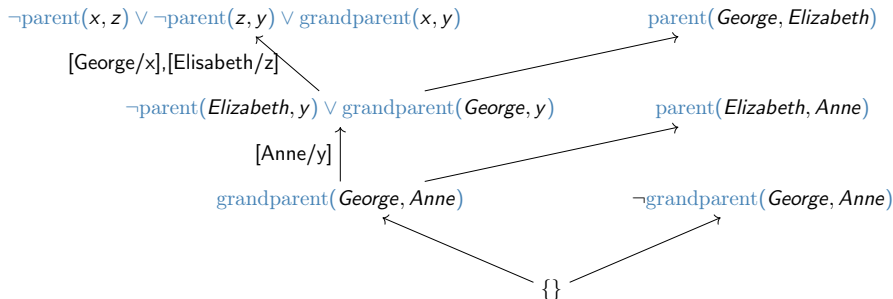 ¬parent(x, z) ∨ ¬parent(z, y) ∨ grandparent(x, y) parent(George, Elizabeth)
[George/x],[Elisabeth/z]
¬parent(Elizabeth, y) ∨ grandparent(George, y) parent(Elizabeth, Anne)
[Anne/y]
grandparent(George, Anne) ¬grandparent(George, Anne)
{}